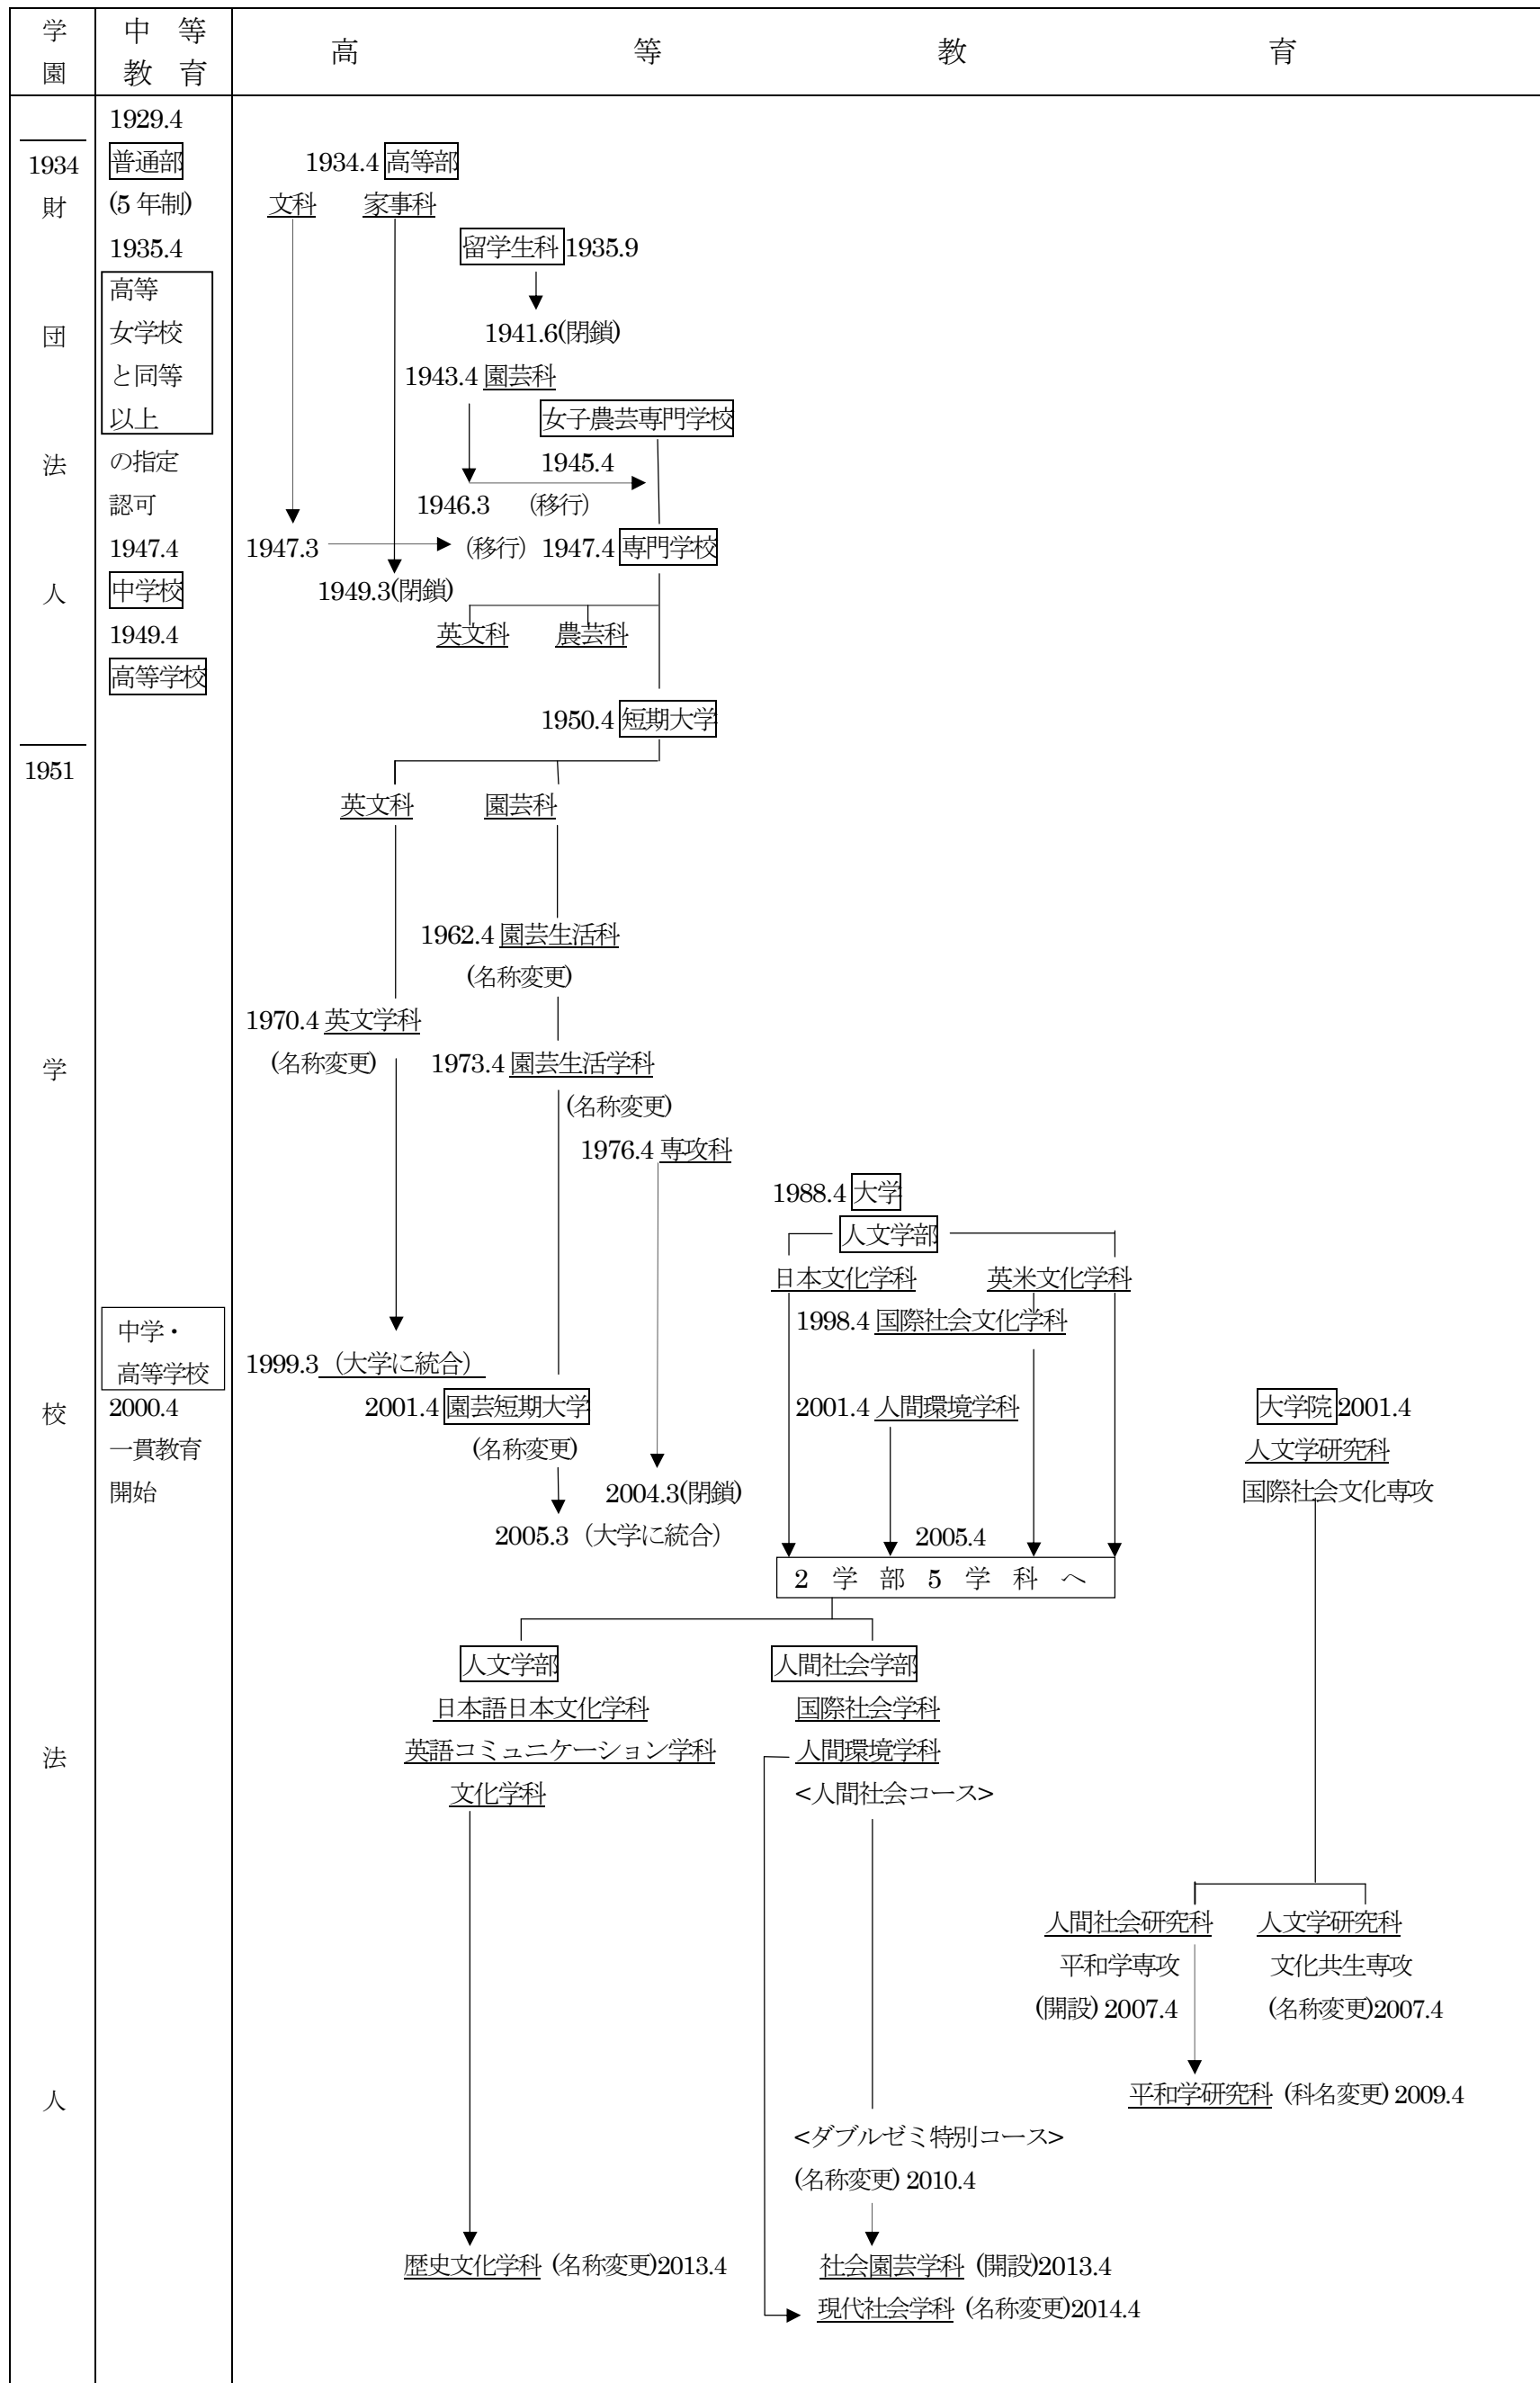 学園
中等教育
高等教育
1934
財団法人
1951
学校法人
1929.4
普通部
(5年制)
1935.4
高等
女学校
と同等
以上
の指定
認可
1947.4
中学校
1949.4
高等学校
中学・
高等学校
2000.4
一貫教育
開始
1934.4 高等部
文科 家事科
留学生科 1935.9
1941.6(閉鎖)
1943.4 園芸科
女子農芸専門学校
1945.4
1946.3 (移行)
1947.3 (移行) 1947.4 専門学校
1949.3(閉鎖)
英文科 農芸科
1950.4 短期大学
英文科 園芸科
1962.4 園芸生活科
(名称変更)
1970.4 英文学科
(名称変更) 1973.4 園芸生活学科
(名称変更)
1976.4 専攻科
1988.4 大学
人文学部
日本文化学科 英米文化学科
1998.4 国際社会文化学科
1999.3 (大学に統合)
2001.4 園芸短期大学 2001.4 人間環境学科 大学院 2001.4
(名称変更) 人文学研究科
2004.3(閉鎖) 国際社会文化専攻
2005.3 (大学に統合) 2005.4
2学部5学科へ
人文学部 人間社会学部
日本語日本文化学科 国際社会学科
英語コミュニケーション学科 人間環境学科
文化学科 <人間社会コース>
人間社会研究科 人文学研究科
平和学専攻 文化共生専攻
(開設) 2007.4 (名称変更)2007.4
平和学研究科 (科名変更) 2009.4
<ダブルゼミ特別コース>
(名称変更) 2010.4
歴史文化学科 (名称変更)2013.4 社会園芸学科 (開設)2013.4
現代社会学科 (名称変更)2014.4